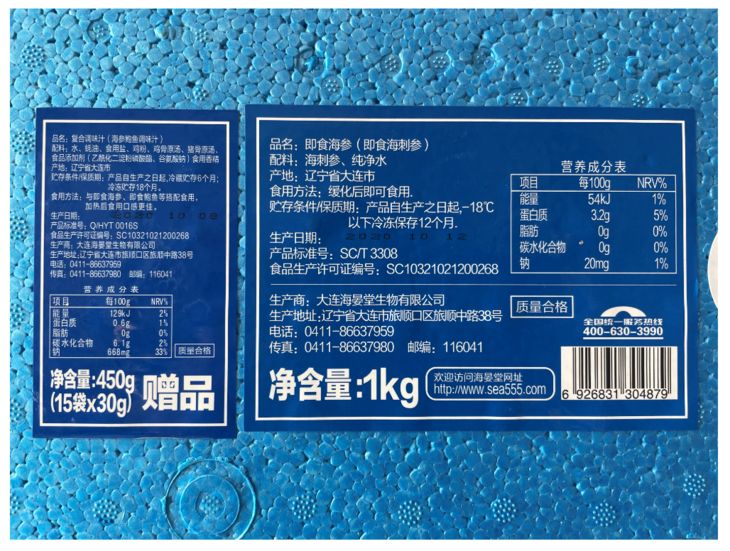 品名：复合调味汁（海参鲍鱼调味汁）
配料：水、蚝油、食用盐、鸡粉、鸡骨原汤、猪骨原汤、
食品添加剂（乙酰化二淀粉磷酸酯、谷氨酸钠）食用香精
产地：辽宁省大连市
贮存条件/保质期：产品自生产之日起,冷藏贮存6个月；
冷冻贮存18个月。
食用方法：与即食海参、即食鲍鱼等搭配食用，
加热后食用口感更佳。
生产日期：2020 10 09
产品标准号：Q/HYT 0016S
食品生产许可证编号：SC10321021200268
生产商：大连海晏堂生物有限公司
生产地址:辽宁省大连市旅顺口区旅顺中路38号
电话：0411-86637959
传真：0411-86637980 邮编：116041
营养成分表
项目 每100g NRV%
能量 129kJ 2%
蛋白质 0.6g 1%
脂肪 0g 0%
碳水化合物 6.1g 2%
钠 668mg 33%
质量合格
净含量:450g
(15袋x30g)
赠品
品名：即食海参（即食海刺参）
配料：海刺参、纯净水
产地：辽宁省大连市
食用方法：缓化后即可食用.
贮存条件/保质期：产品自生产之日起,-18℃
以下冷冻保存12个月.
生产日期：2020 10 12
产品标准号：SC/T 3308
食品生产许可证编号：SC10321021200268
营养成分表
项目 每100g NRV%
能量 54kJ 1%
蛋白质 3.2g 5%
脂肪 0g 0%
碳水化合物 0g 0%
钠 20mg 1%
生产商：大连海晏堂生物有限公司
生产地址:辽宁省大连市旅顺口区旅顺中路38号
电话：0411-86637959
传真：0411-86637980 邮编：116041
质量合格
全国统一服务热线
400-630-3990
净含量:1kg
欢迎访问海晏堂网址
http://www.sea555.com
6 926831 304879